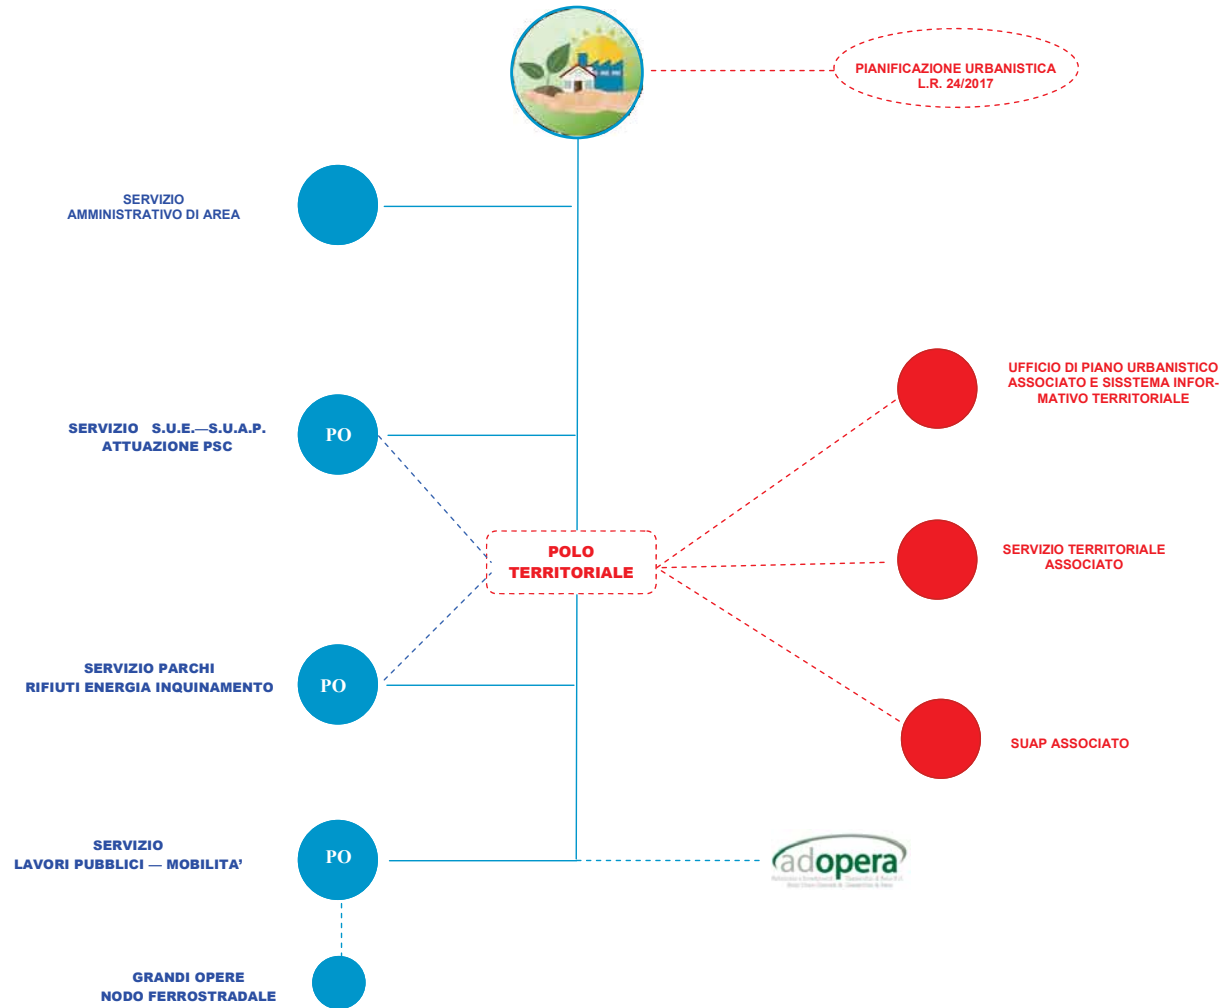 PIANIFICAZIONE URBANISTICA
L.R. 24/2017
SERVIZIO
AMMINISTRATIVO DI AREA
UFFICIO DI PIANO URBANISTICO
ASSOCIATO E SISSTEMA INFOR-
MATIVO TERRITORIALE
SERVIZIO S.U.E.—S.U.A.P.
ATTUAZIONE PSC
PO
POLO
TERRITORIALE
SERVIZIO TERRITORIALE
ASSOCIATO
SERVIZIO PARCHI
RIFIUTI ENERGIA INQUINAMENTO
PO
SUAP ASSOCIATO
SERVIZIO
LAVORI PUBBLICI — MOBILITA’
PO
adopera
GRANDI OPERE
NODO FERROSTRADALE